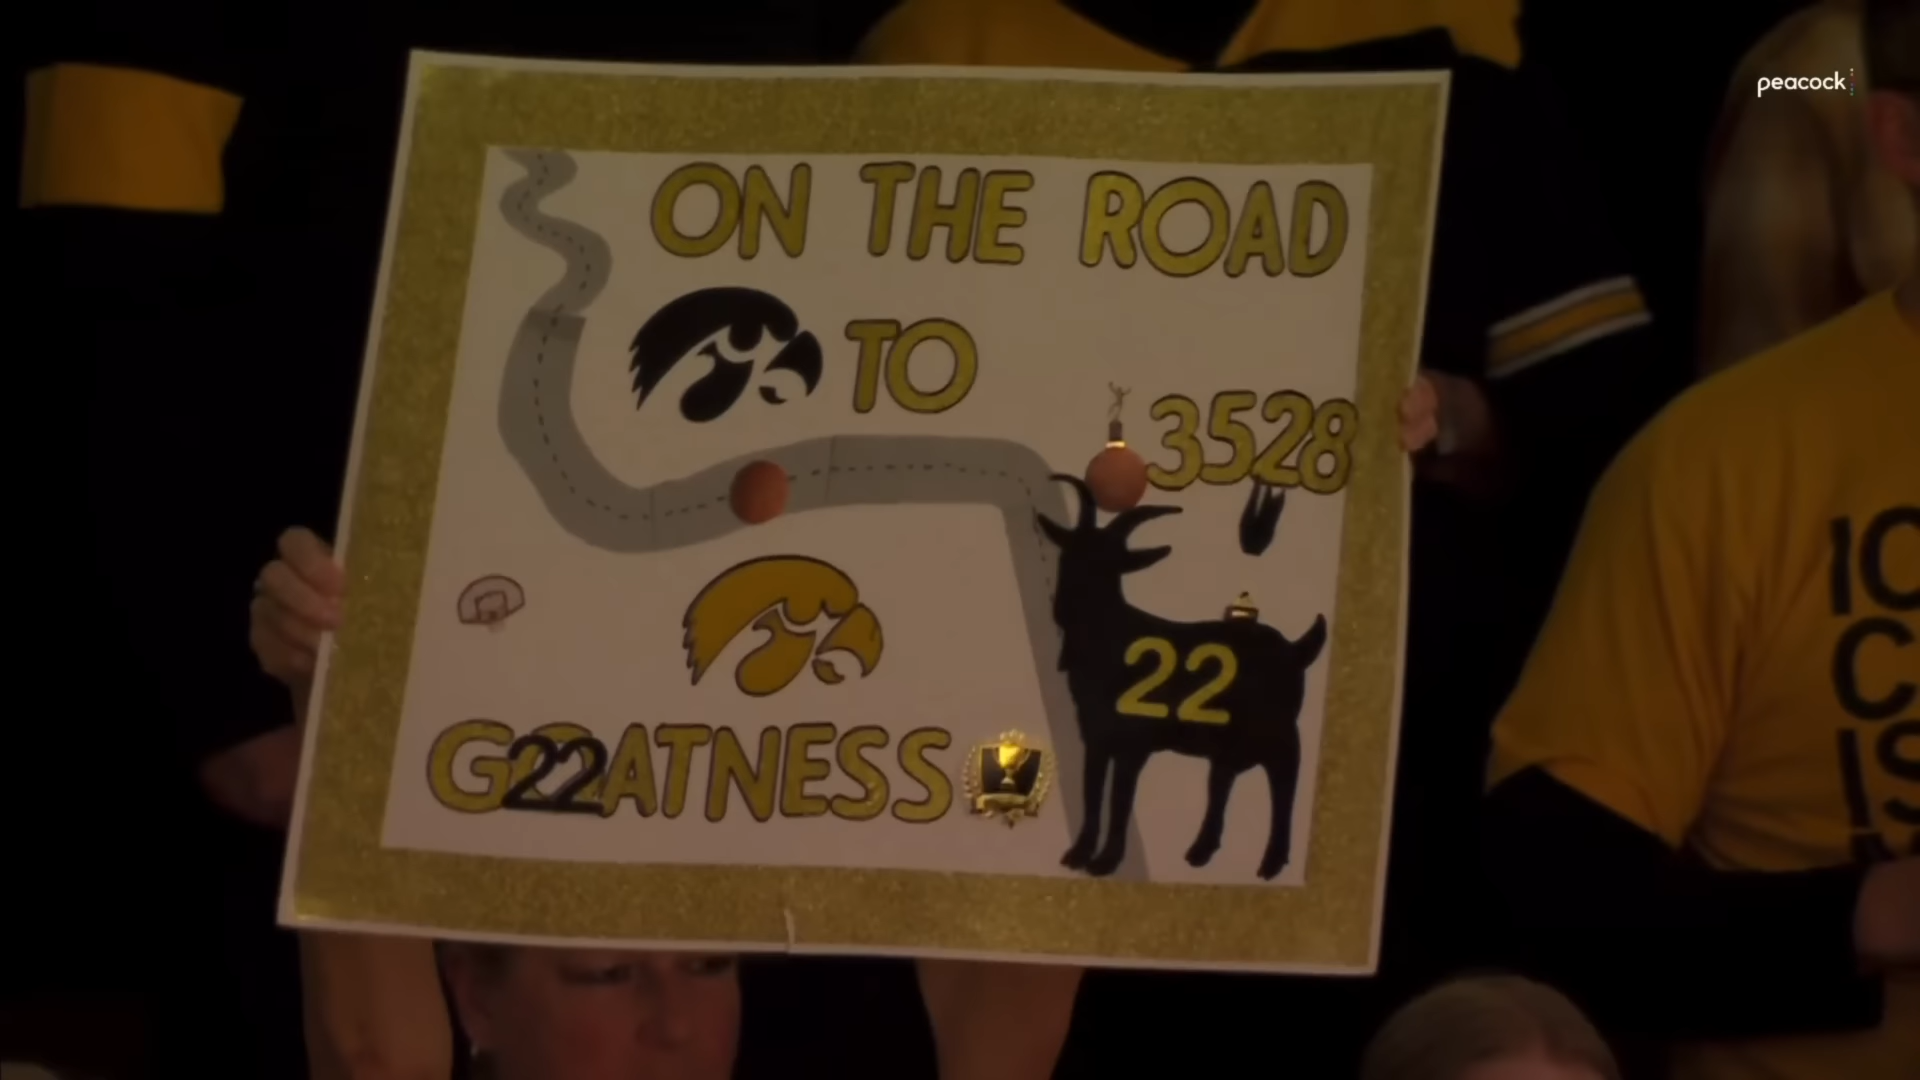 peacock
ON THE ROAD
TO
3528
22
G22ATNESS